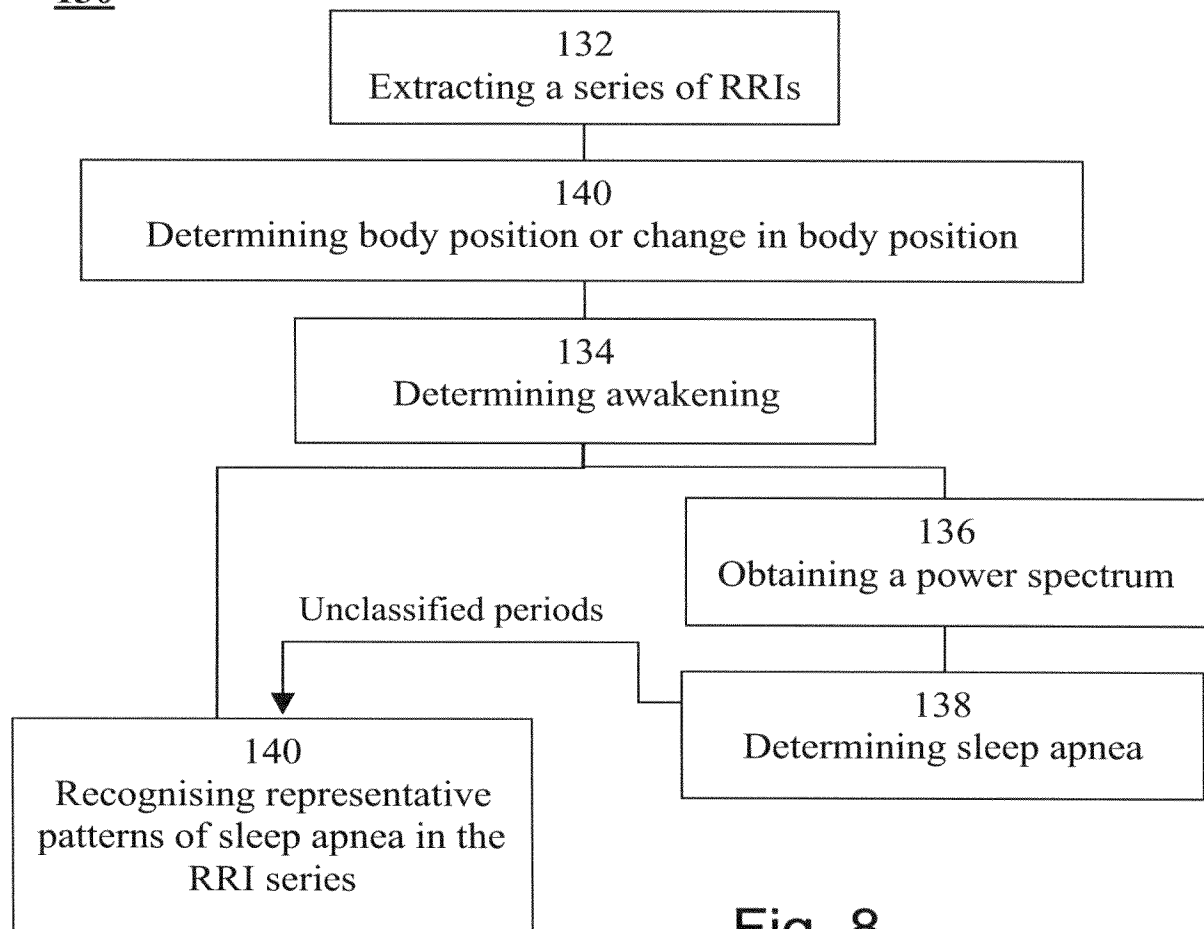 130
132
Extracting a series of RRIs
140
Determining body position or change in body position
134
Determining awakening
136
Obtaining a power spectrum
Unclassified periods
138
Determining sleep apnea
140
Recognising representative
patterns of sleep apnea in the
RRI series
Fig. 8